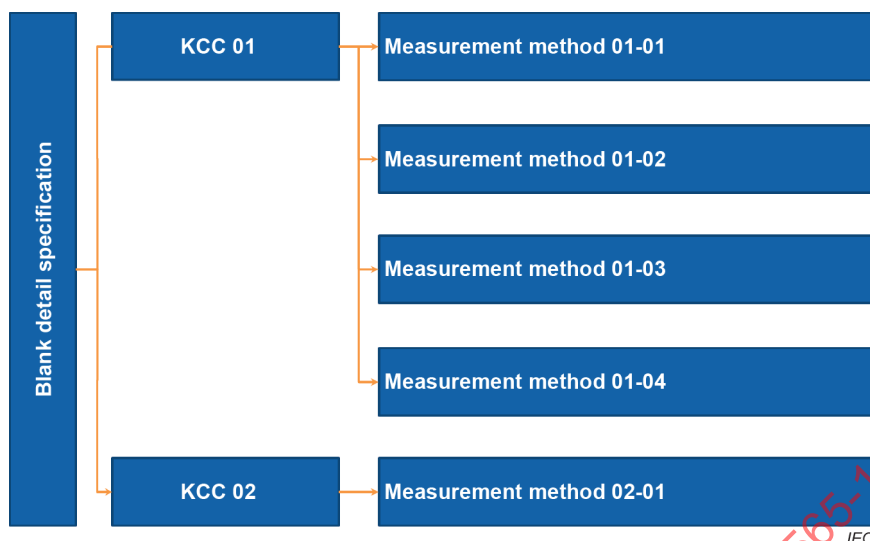 Blank detail specification
KCC 01
Measurement method 01-01
Measurement method 01-02
Measurement method 01-03
Measurement method 01-04
KCC 02
Measurement method 02-01
IEC